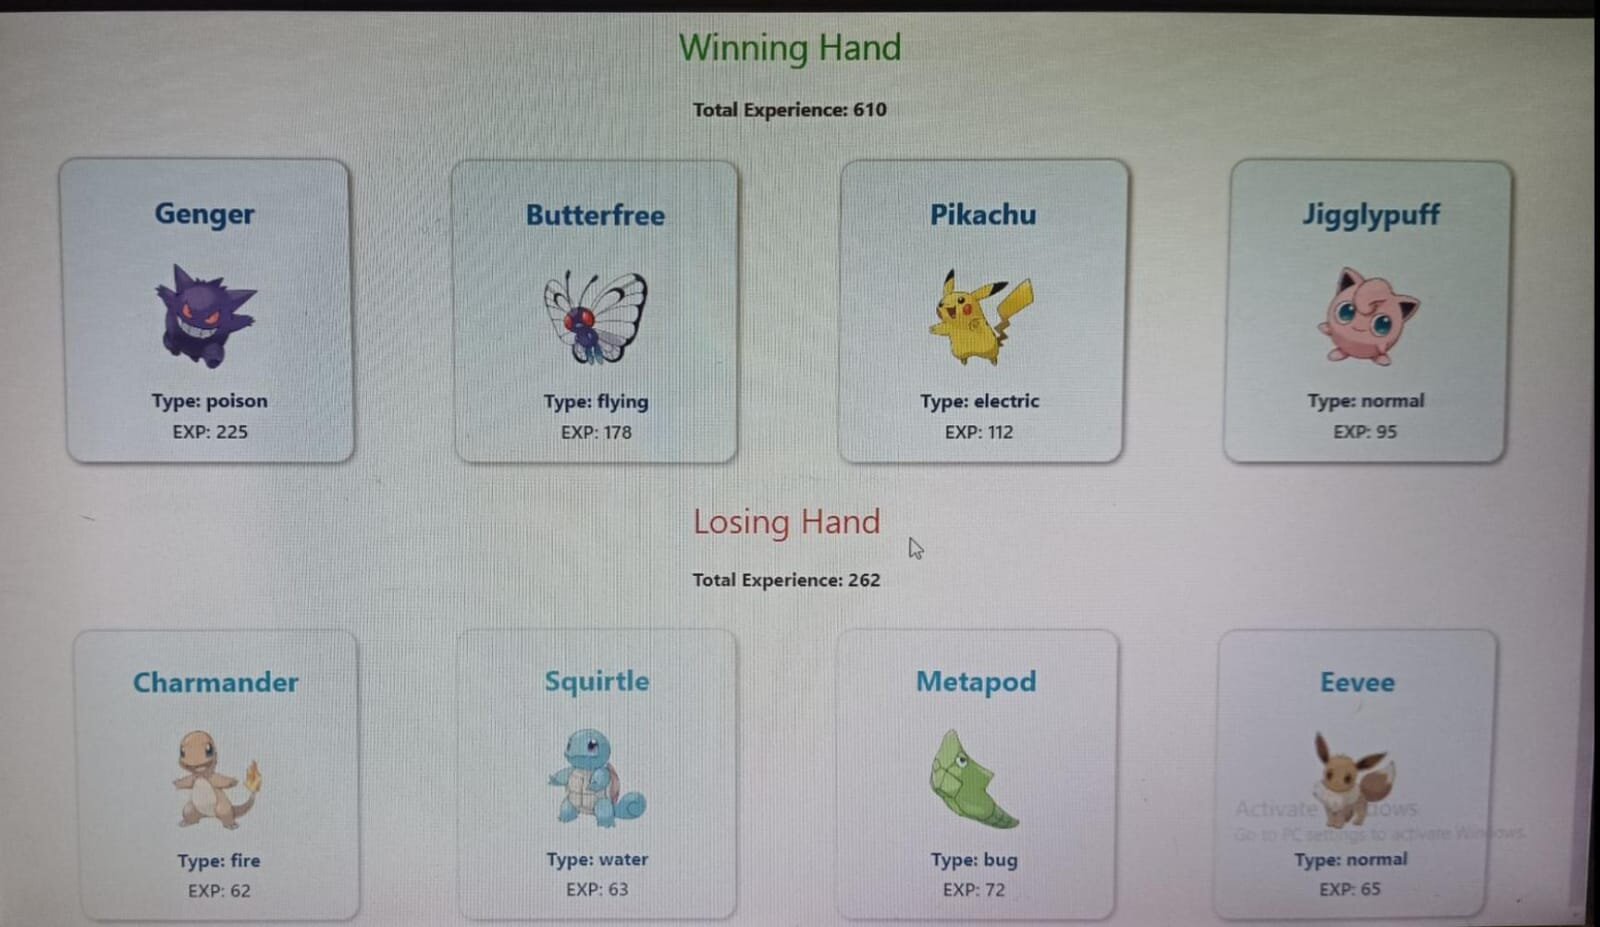 Winning Hand
Total Experience: 610
Genger
Butterfree
Pikachu
Jigglypuff
Type: poison
Type: flying
Type: electric
Type: normal
EXP: 225
EXP: 178
EXP: 112
EXP: 95
Losing Hand
Total Experience: 262
Charmander
Squirtle
Metapod
Eevee
Activate Windows
Go to PC settings to activate Windows.
Type: fire
Type: water
Type: bug
Type: normal
EXP: 62
EXP: 63
EXP: 72
EXP: 65